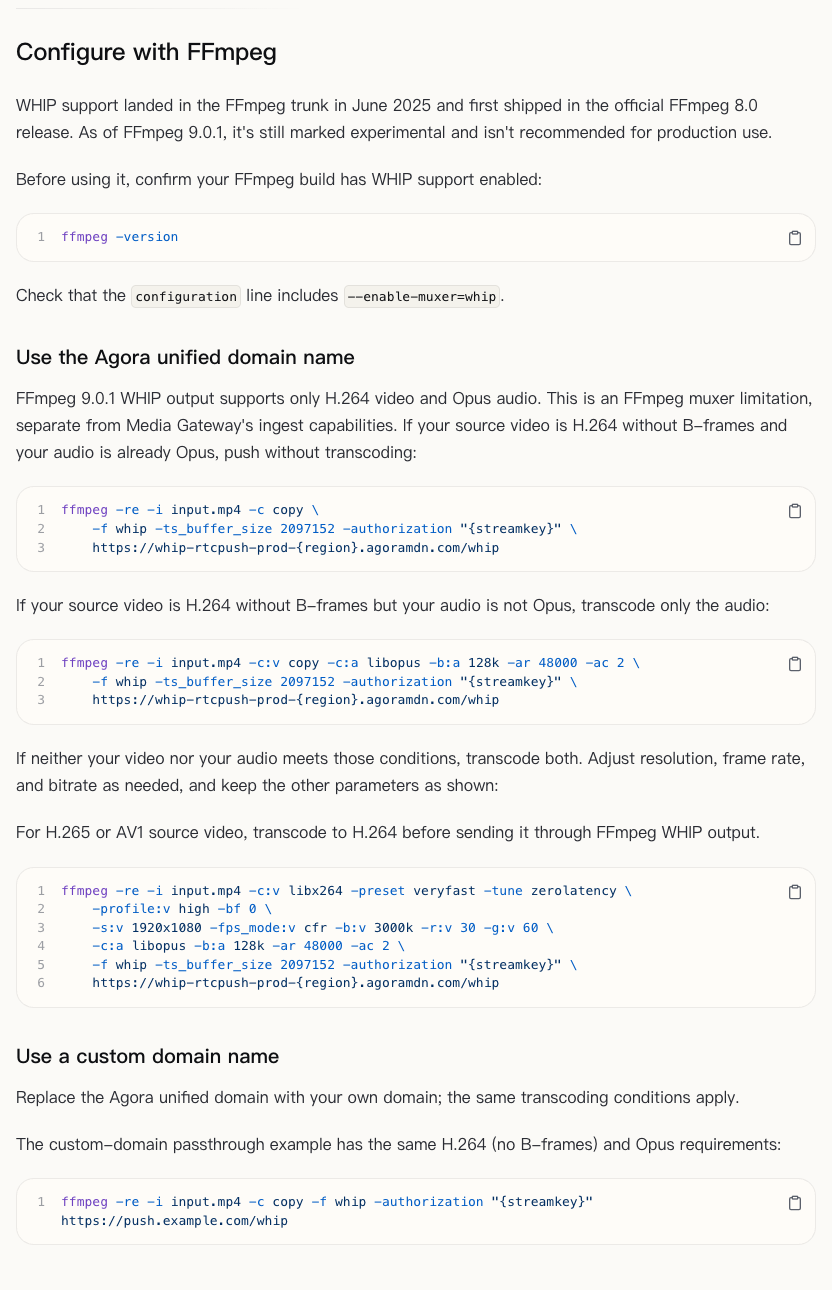 Configure with FFmpeg
WHIP support landed in the FFmpeg trunk in June 2025 and first shipped in the official FFmpeg 8.0
release. As of FFmpeg 9.0.1, it's still marked experimental and isn't recommended for production use.
Before using it, confirm your FFmpeg build has WHIP support enabled:
1 ffmpeg -version
Check that the configuration line includes --enable-muxer=whip.
Use the Agora unified domain name
FFmpeg 9.0.1 WHIP output supports only H.264 video and Opus audio. This is an FFmpeg muxer limitation,
separate from Media Gateway's ingest capabilities. If your source video is H.264 without B-frames and
your audio is already Opus, push without transcoding:
1 ffmpeg -re -i input.mp4 -c copy \
2 -f whip -ts_buffer_size 2097152 -authorization "{streamkey}" \
3 https://whip-rtcpush-prod-{region}.agoramdn.com/whip
If your source video is H.264 without B-frames but your audio is not Opus, transcode only the audio:
1 ffmpeg -re -i input.mp4 -c:v copy -c:a libopus -b:a 128k -ar 48000 -ac 2 \
2 -f whip -ts_buffer_size 2097152 -authorization "{streamkey}" \
3 https://whip-rtcpush-prod-{region}.agoramdn.com/whip
If neither your video nor your audio meets those conditions, transcode both. Adjust resolution, frame rate,
and bitrate as needed, and keep the other parameters as shown:
For H.265 or AV1 source video, transcode to H.264 before sending it through FFmpeg WHIP output.
1 ffmpeg -re -i input.mp4 -c:v libx264 -preset veryfast -tune zerolatency \
2 -profile:v high -bf 0 \
3 -s:v 1920x1080 -fps_mode:v cfr -b:v 3000k -r:v 30 -g:v 60 \
4 -c:a libopus -b:a 128k -ar 48000 -ac 2 \
5 -f whip -ts_buffer_size 2097152 -authorization "{streamkey}" \
6 https://whip-rtcpush-prod-{region}.agoramdn.com/whip
Use a custom domain name
Replace the Agora unified domain with your own domain; the same transcoding conditions apply.
The custom-domain passthrough example has the same H.264 (no B-frames) and Opus requirements:
1 ffmpeg -re -i input.mp4 -c copy -f whip -authorization "{streamkey}"
https://push.example.com/whip